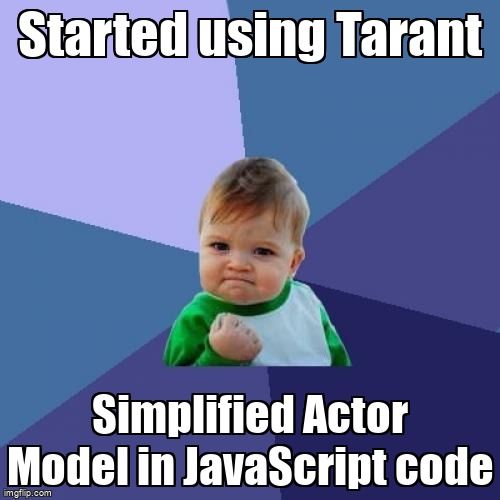 Started using Tarant
Simplified Actor
Model in JavaScript code
imgflip.com